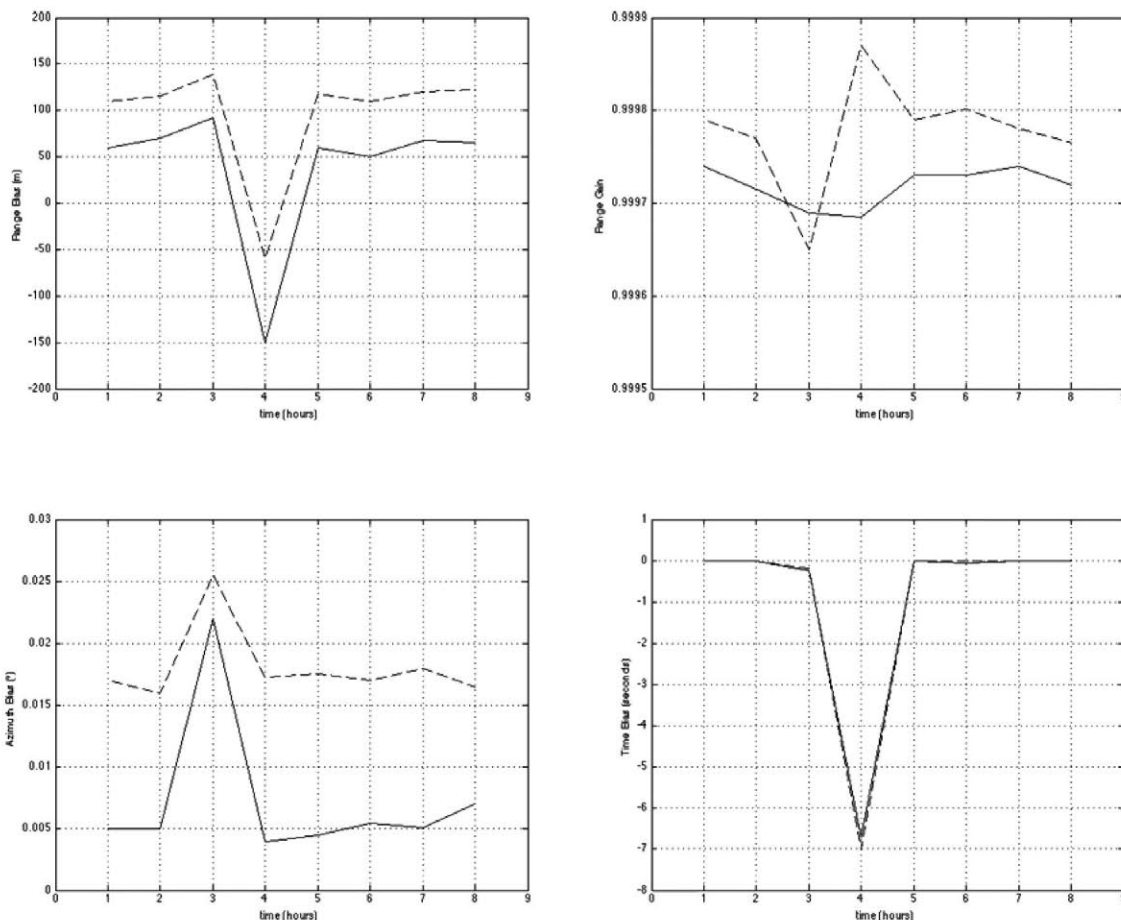 200
150
100
50
0
-50
-100
-150
-200
Range Bias (m)
0 1 2 3 4 5 6 7 8 9
time (hours)
0.9999
0.9998
0.9997
0.9996
0.9995
Range Gain
0 1 2 3 4 5 6 7 8 9
time (hours)
0.03
0.025
0.02
0.015
0.01
0.005
0
Azimuth Bias (°)
0 1 2 3 4 5 6 7 8 9
time (hours)
1
0
-1
-2
-3
-4
-5
-6
-7
-8
Time Bias (seconds)
0 1 2 3 4 5 6 7 8 9
time (hours)